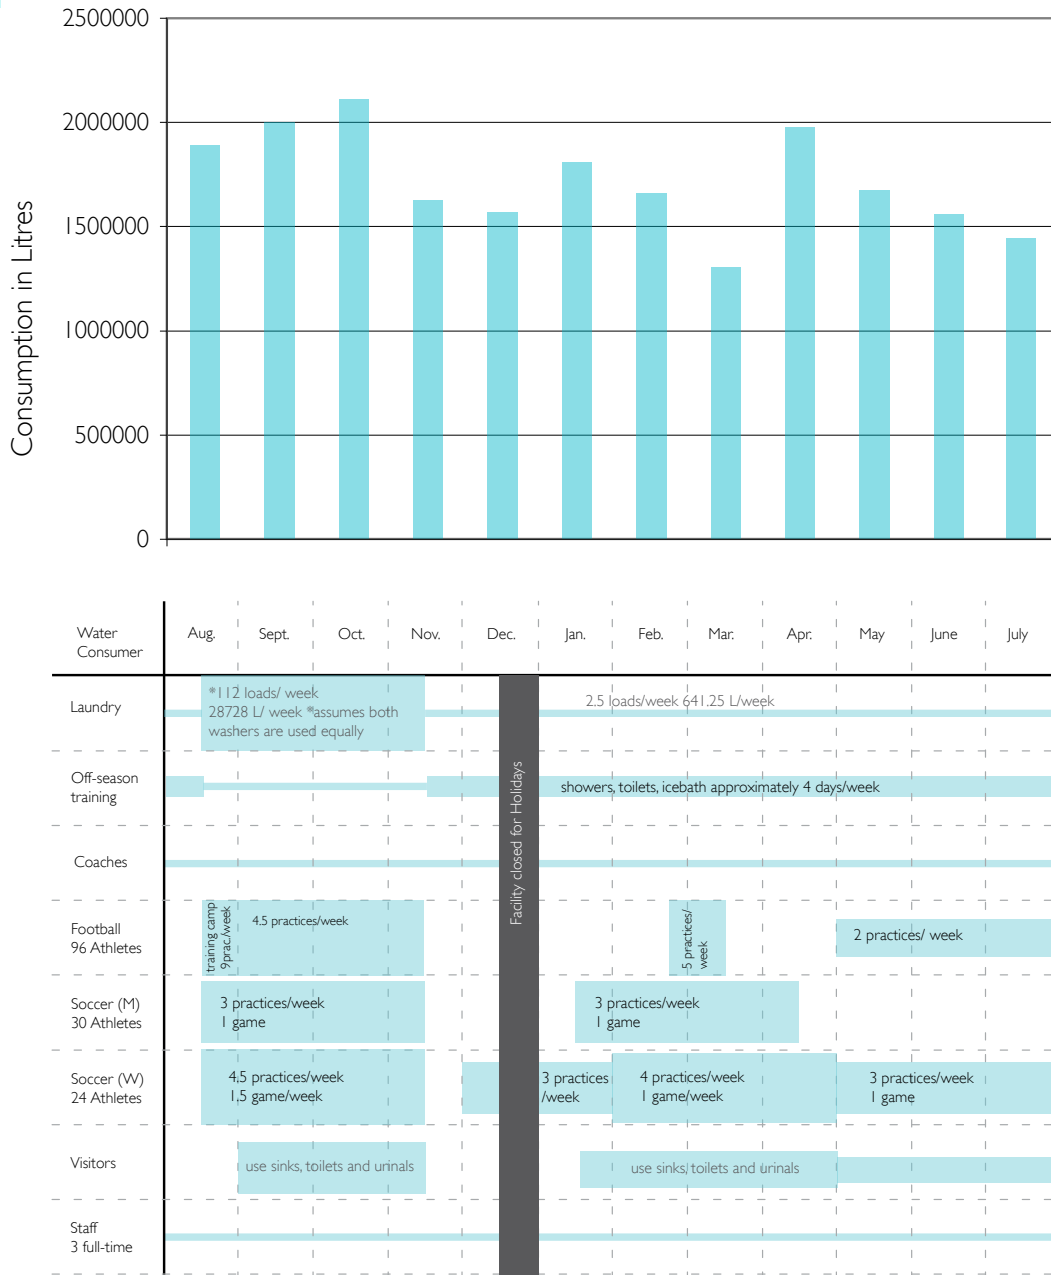 Consumption in Litres
2500000
2000000
1500000
1000000
500000
0
Water
Consumer
Aug.
Sept.
Oct.
Nov.
Dec.
Jan.
Feb.
Mar.
Apr.
May
June
July
Laundry
*112 loads/ week
28728 L/ week *assumes both
washers are used equally
2.5 loads/week 641.25 L/week
Off-season
training
showers, toilets, icebath approximately 4 days/week
Facility closed for Holidays
Coaches
Football
96 Athletes
training camp
9prac./week
4.5 practices/week
5 practices/
week
2 practices/ week
Soccer (M)
30 Athletes
3 practices/week
1 game
3 practices/week
1 game
Soccer (W)
24 Athletes
4.5 practices/week
1.5 game/week
3 practices
/week
4 practices/week
1 game/week
3 practices/week
1 game
Visitors
use sinks, toilets and urinals
use sinks, toilets and urinals
Staff
3 full-time